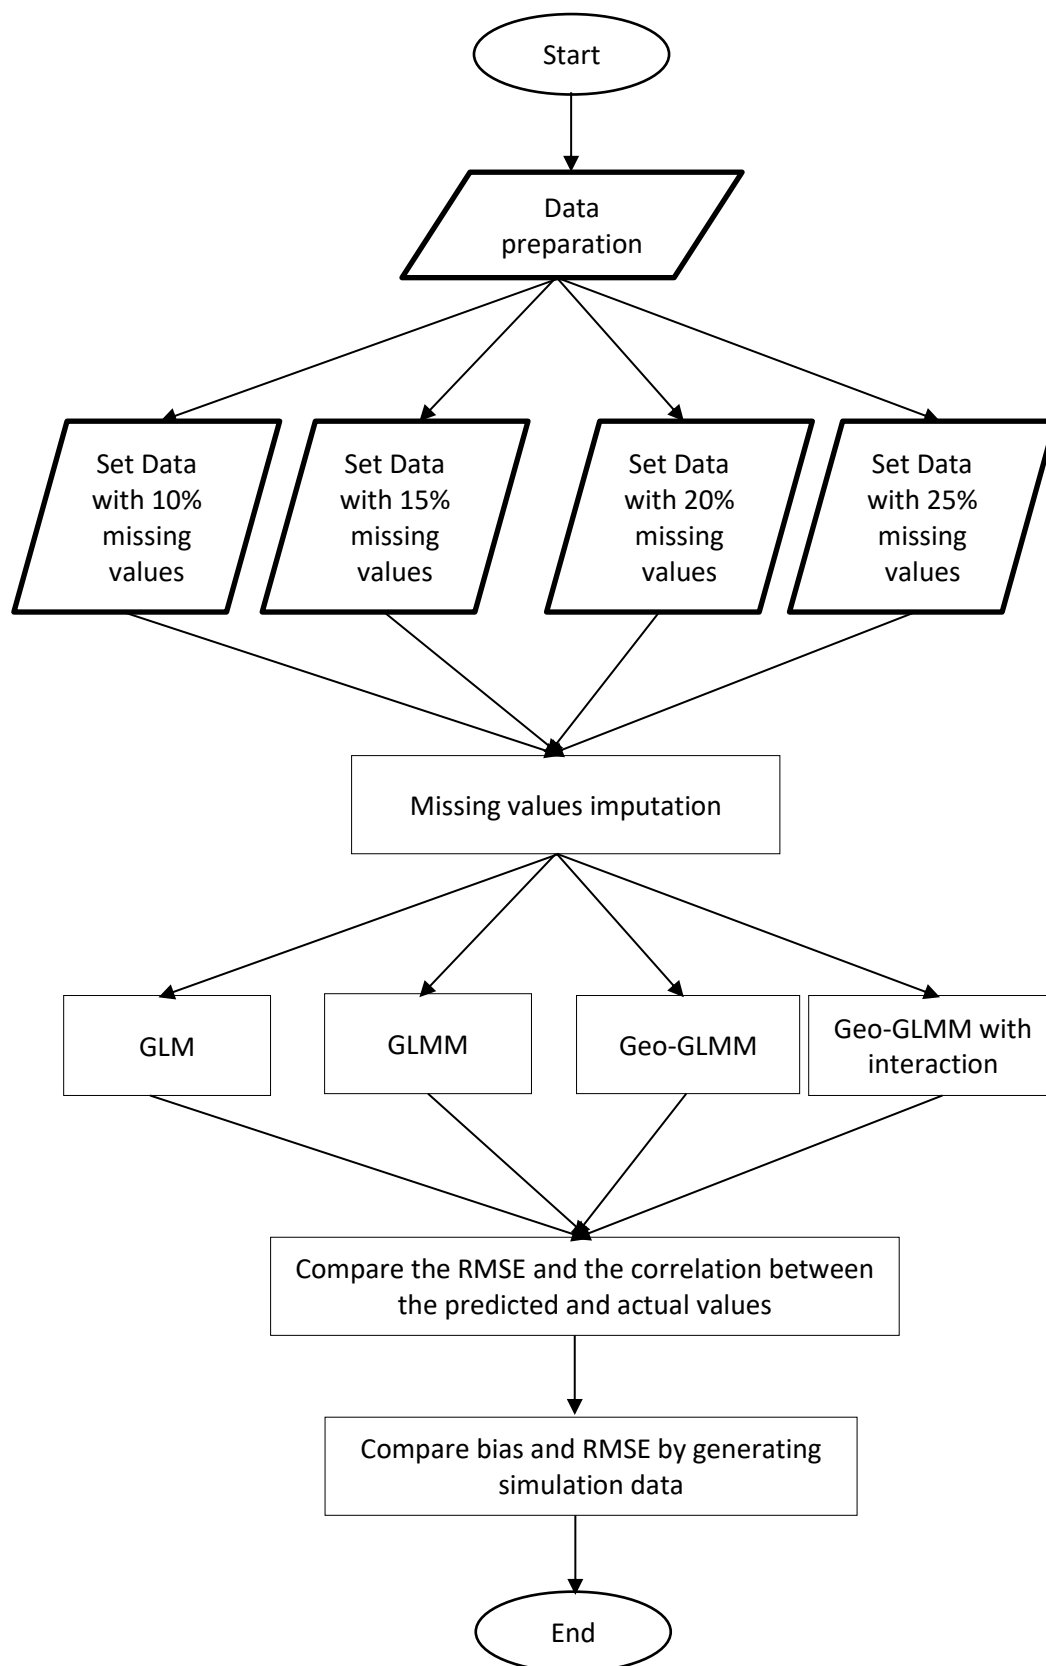 Start
Data
preparation
Set Data
with 10%
missing
values
Set Data
with 15%
missing
values
Set Data
with 20%
missing
values
Set Data
with 25%
missing
values
Missing values imputation
GLM
GLMM
Geo-GLMM
Geo-GLMM with
interaction
Compare the RMSE and the correlation between
the predicted and actual values
Compare bias and RMSE by generating
simulation data
End